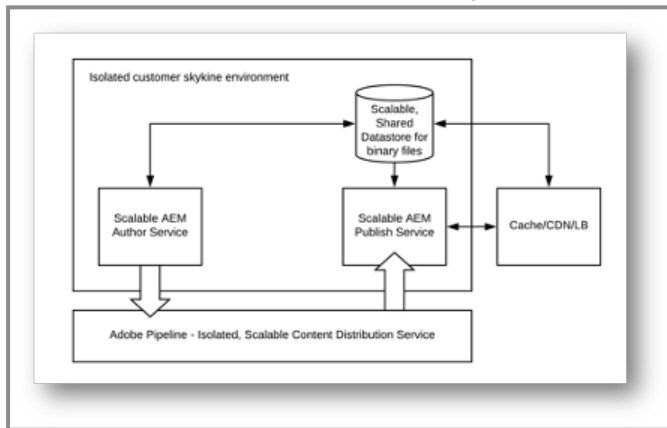 Isolated customer skykine environment
Scalable,
Shared
Datastore for
binary files
Scalable AEM
Author Service
Scalable AEM
Publish Service
Cache/CDN/LB
Adobe Pipeline - Isolated, Scalable Content Distribution Service